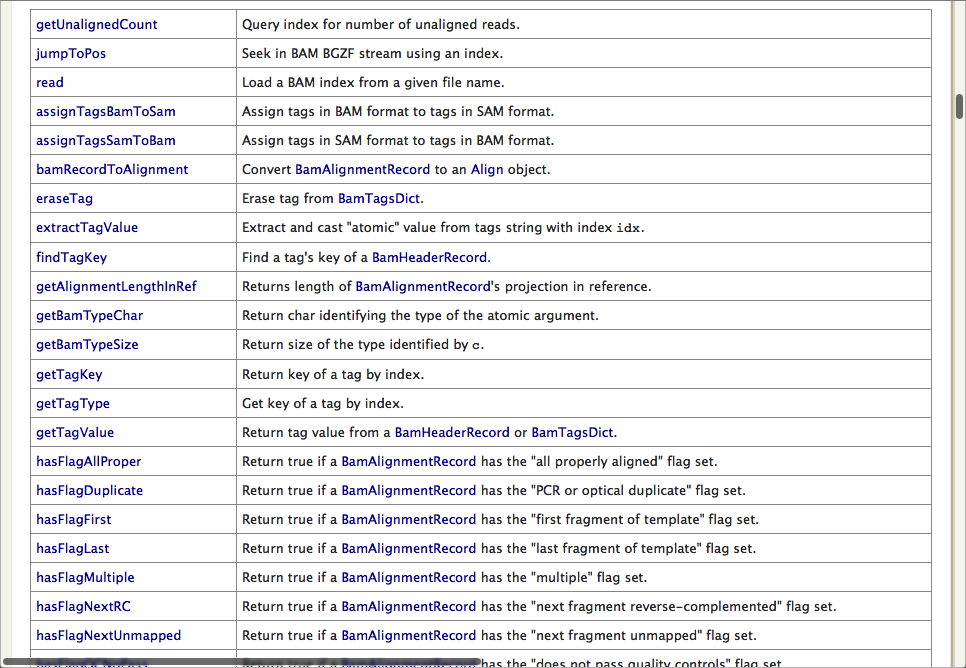 getUnalignedCount Query index for number of unaligned reads.
jumpToPos Seek in BAM BGZF stream using an index.
read Load a BAM index from a given file name.
assignTagsBamToSam Assign tags in BAM format to tags in SAM format.
assignTagsSamToBam Assign tags in SAM format to tags in BAM format.
bamRecordToAlignment Convert BamAlignmentRecord to an Align object.
eraseTag Erase tag from BamTagsDict.
extractTagValue Extract and cast "atomic" value from tags string with index idx.
findTagKey Find a tag's key of a BamHeaderRecord.
getAlignmentLengthInRef Returns length of BamAlignmentRecord's projection in reference.
getBamTypeChar Return char identifying the type of the atomic argument.
getBamTypeSize Return size of the type identified by c.
getTagKey Return key of a tag by index.
getTagType Get key of a tag by index.
getTagValue Return tag value from a BamHeaderRecord or BamTagsDict.
hasFlagAllProper Return true if a BamAlignmentRecord has the "all properly aligned" flag set.
hasFlagDuplicate Return true if a BamAlignmentRecord has the "PCR or optical duplicate" flag set.
hasFlagFirst Return true if a BamAlignmentRecord has the "first fragment of template" flag set.
hasFlagLast Return true if a BamAlignmentRecord has the "last fragment of template" flag set.
hasFlagMultiple Return true if a BamAlignmentRecord has the "multiple" flag set.
hasFlagNextRC Return true if a BamAlignmentRecord has the "next fragment reverse-complemented" flag set.
hasFlagNextUnmapped Return true if a BamAlignmentRecord has the "next fragment unmapped" flag set.
hasFlagQCNoPass Return true if a BamAlignmentRecord has the "does not pass quality controls" flag set.